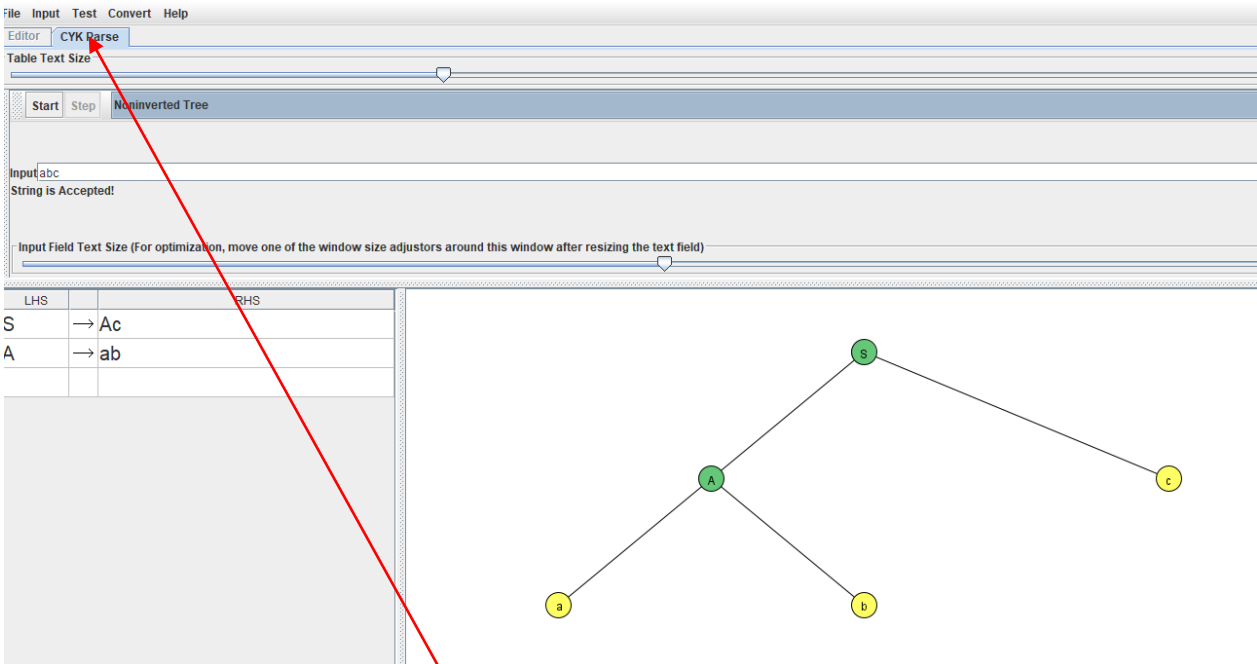 File Input Test Convert Help
Editor CYK Parse
Table Text Size
Start Step Noninverted Tree
Input abc
String is Accepted!
Input Field Text Size (For optimization, move one of the window size adjustors around this window after resizing the text field)
LHS RHS
S → Ac
A → ab
S
A c
a b